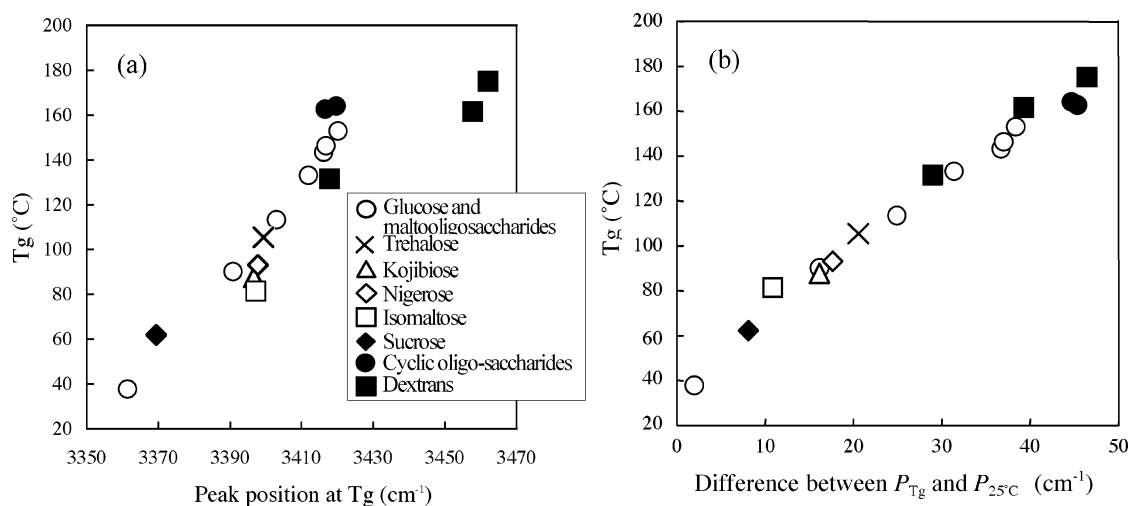 (a)
200
180
160
140
120
100
80
60
40
20
Tg (˚C)
3350 3370 3390 3410 3430 3450 3470
Peak position at Tg (cm-1)
Glucose and
maltooligosaccharides
Trehalose
Kojibiose
Nigerose
Isomaltose
Sucrose
Cyclic oligo-saccharides
Dextrans
(b)
200
180
160
140
120
100
80
60
40
20
Tg (˚C)
0 10 20 30 40 50
Difference between PTg and P25˚C (cm-1)